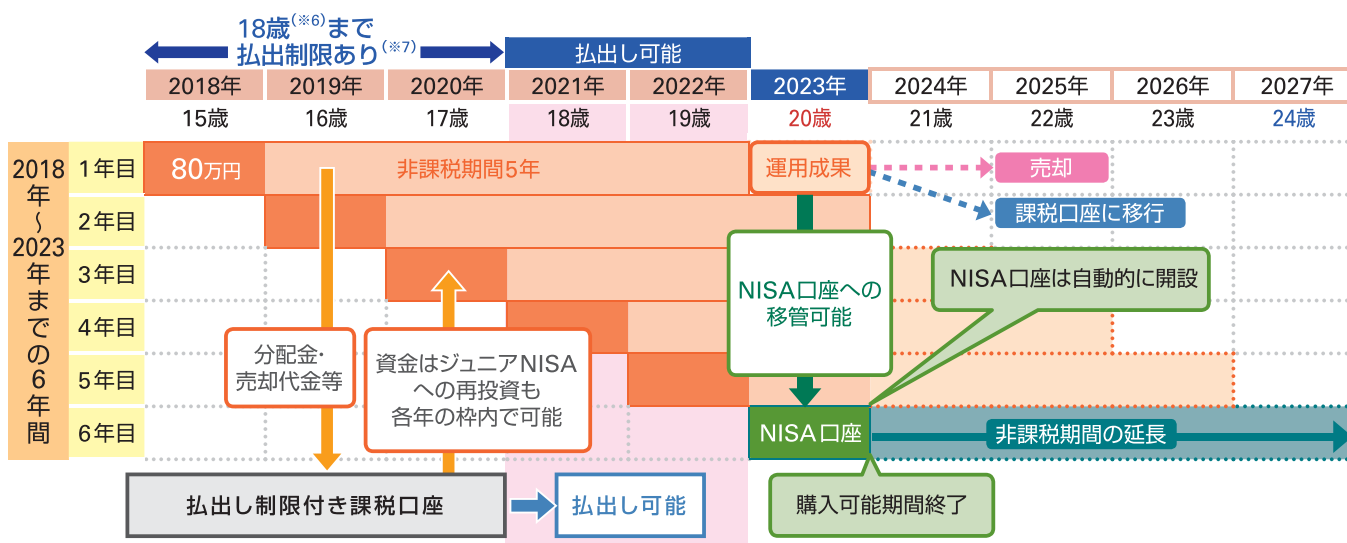 18歳(※6)まで
払出制限あり(※7)
払出し可能
2018年 2019年 2020年 2021年 2022年 2023年 2024年 2025年 2026年 2027年
15歳 16歳 17歳 18歳 19歳 20歳 21歳 22歳 23歳 24歳
2018年～2023年までの6年間
1年目
80万円
非課税期間5年
運用成果
売却
2年目
課税口座に移行
3年目
NISA口座への
移管可能
NISA口座は自動的に開設
4年目
分配金・
売却代金等
資金はジュニアNISA
への再投資も
各年の枠内で可能
5年目
6年目
NISA口座
非課税期間の延長
払出し制限付き課税口座
払出し可能
購入可能期間終了